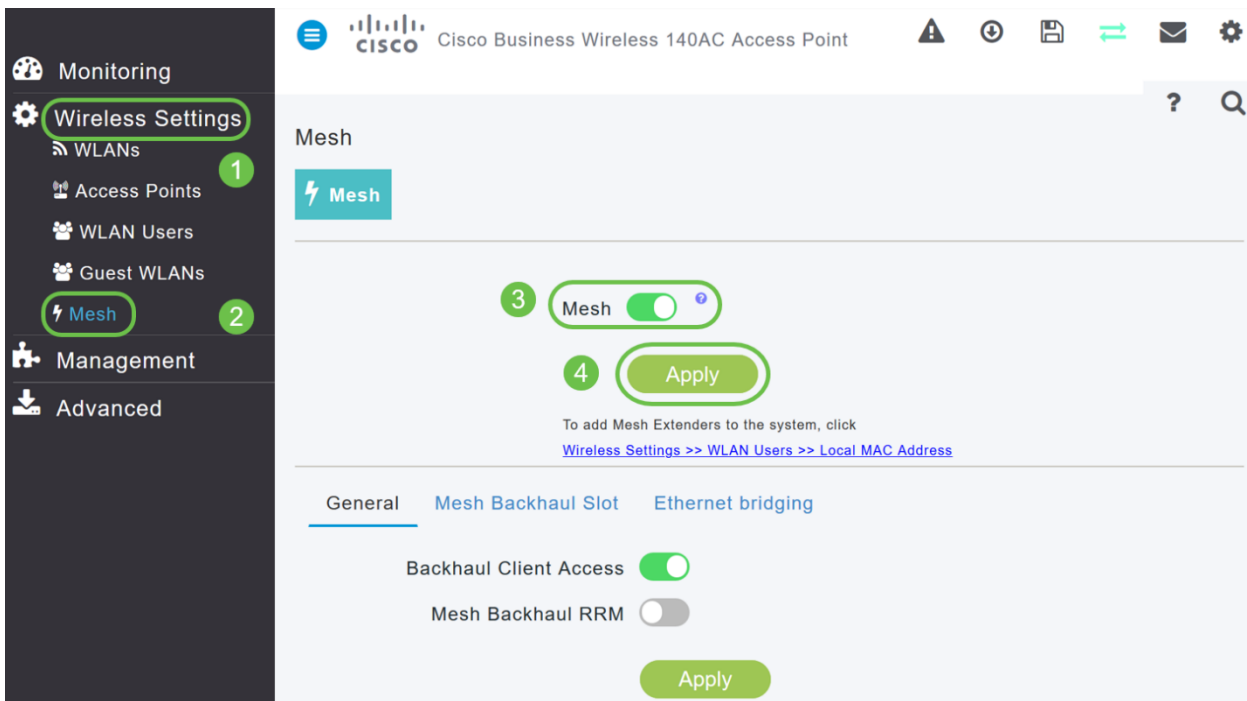 CISCO
Cisco Business Wireless 140AC Access Point
Monitoring
Wireless Settings
WLANs
1
Access Points
WLAN Users
Guest WLANs
Mesh
2
Management
Advanced
?
Mesh
Mesh
3
Mesh
?
4
Apply
To add Mesh Extenders to the system, click
Wireless Settings >> WLAN Users >> Local MAC Address
General Mesh Backhaul Slot Ethernet bridging
Backhaul Client Access
Mesh Backhaul RRM
Apply